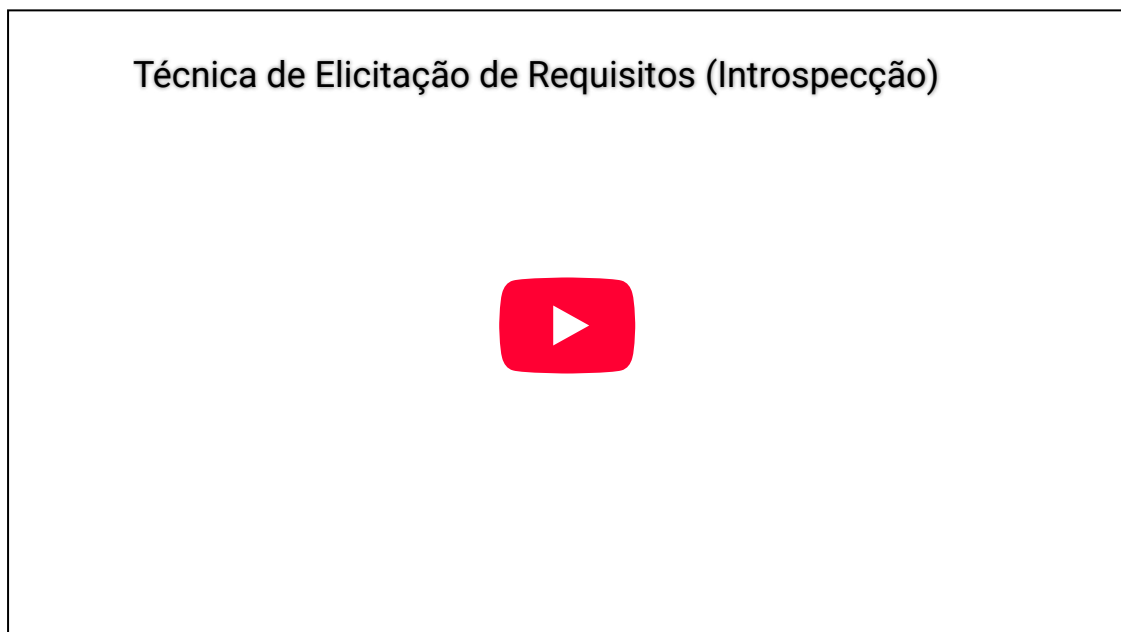 Técnica de Elicitação de Requisitos (Introspecção)